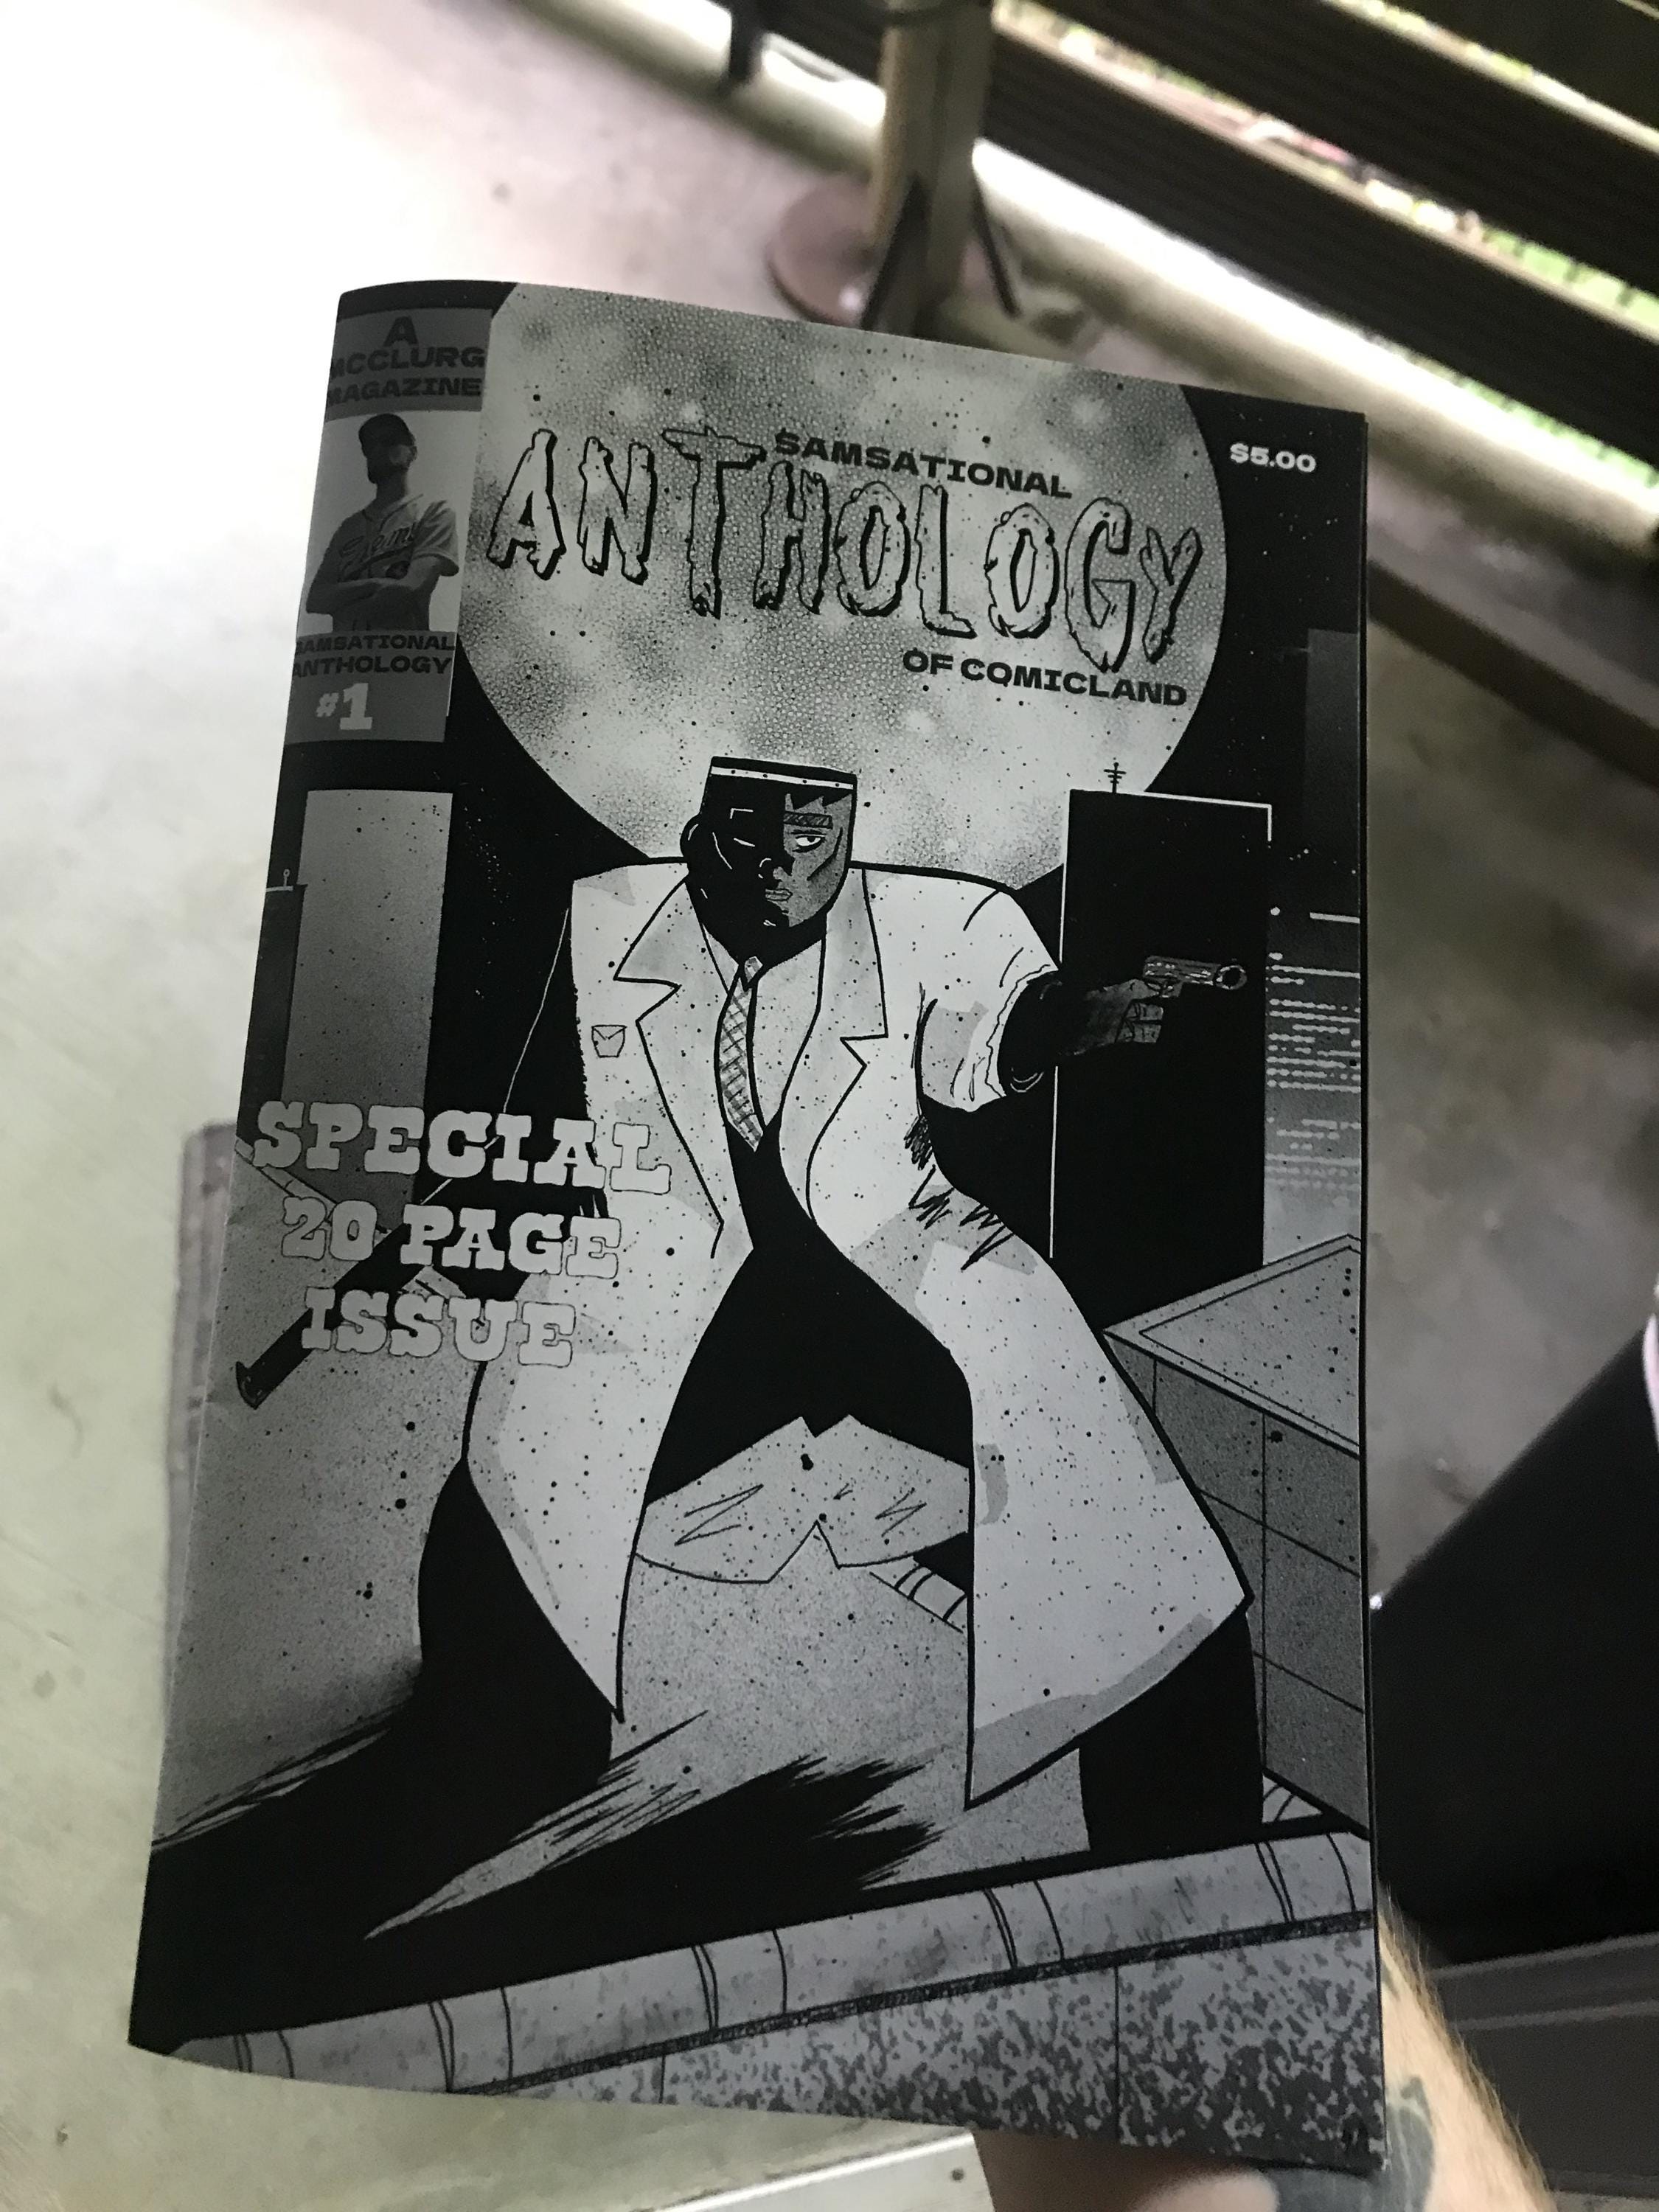 A
MCCLURG
MAGAZINE
SAMSATIONAL
ANTHOLOGY
#1
SAMSATIONAL
ANTHOLOGY
OF COMICLAND
$5.00
SPECIAL
20 PAGE
ISSUE